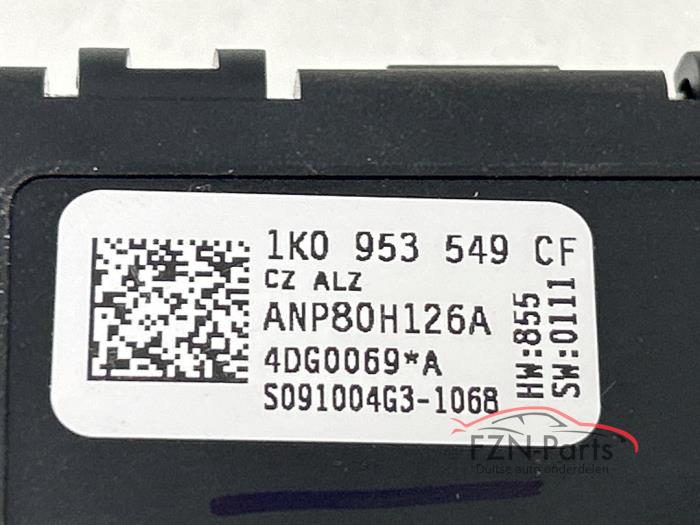 1K0 953 549 CF
CZ ALZ
ANP80H126A
4DG0069*A
S091004G3-1068
HW:855
SW:0111
FZN-Parts
Duitse auto onderdelen